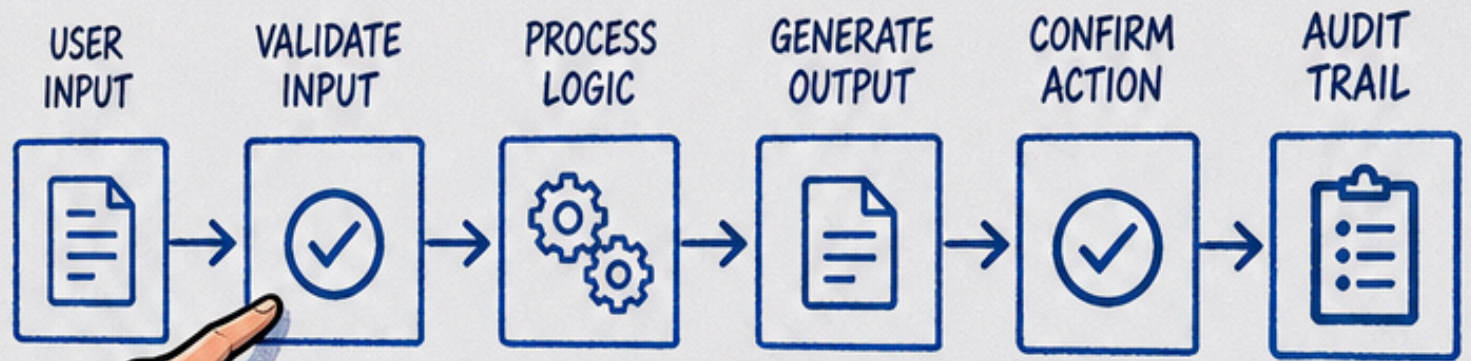 USER
INPUT
VALIDATE
INPUT
PROCESS
LOGIC
GENERATE
OUTPUT
CONFIRM
ACTION
AUDIT
TRAIL